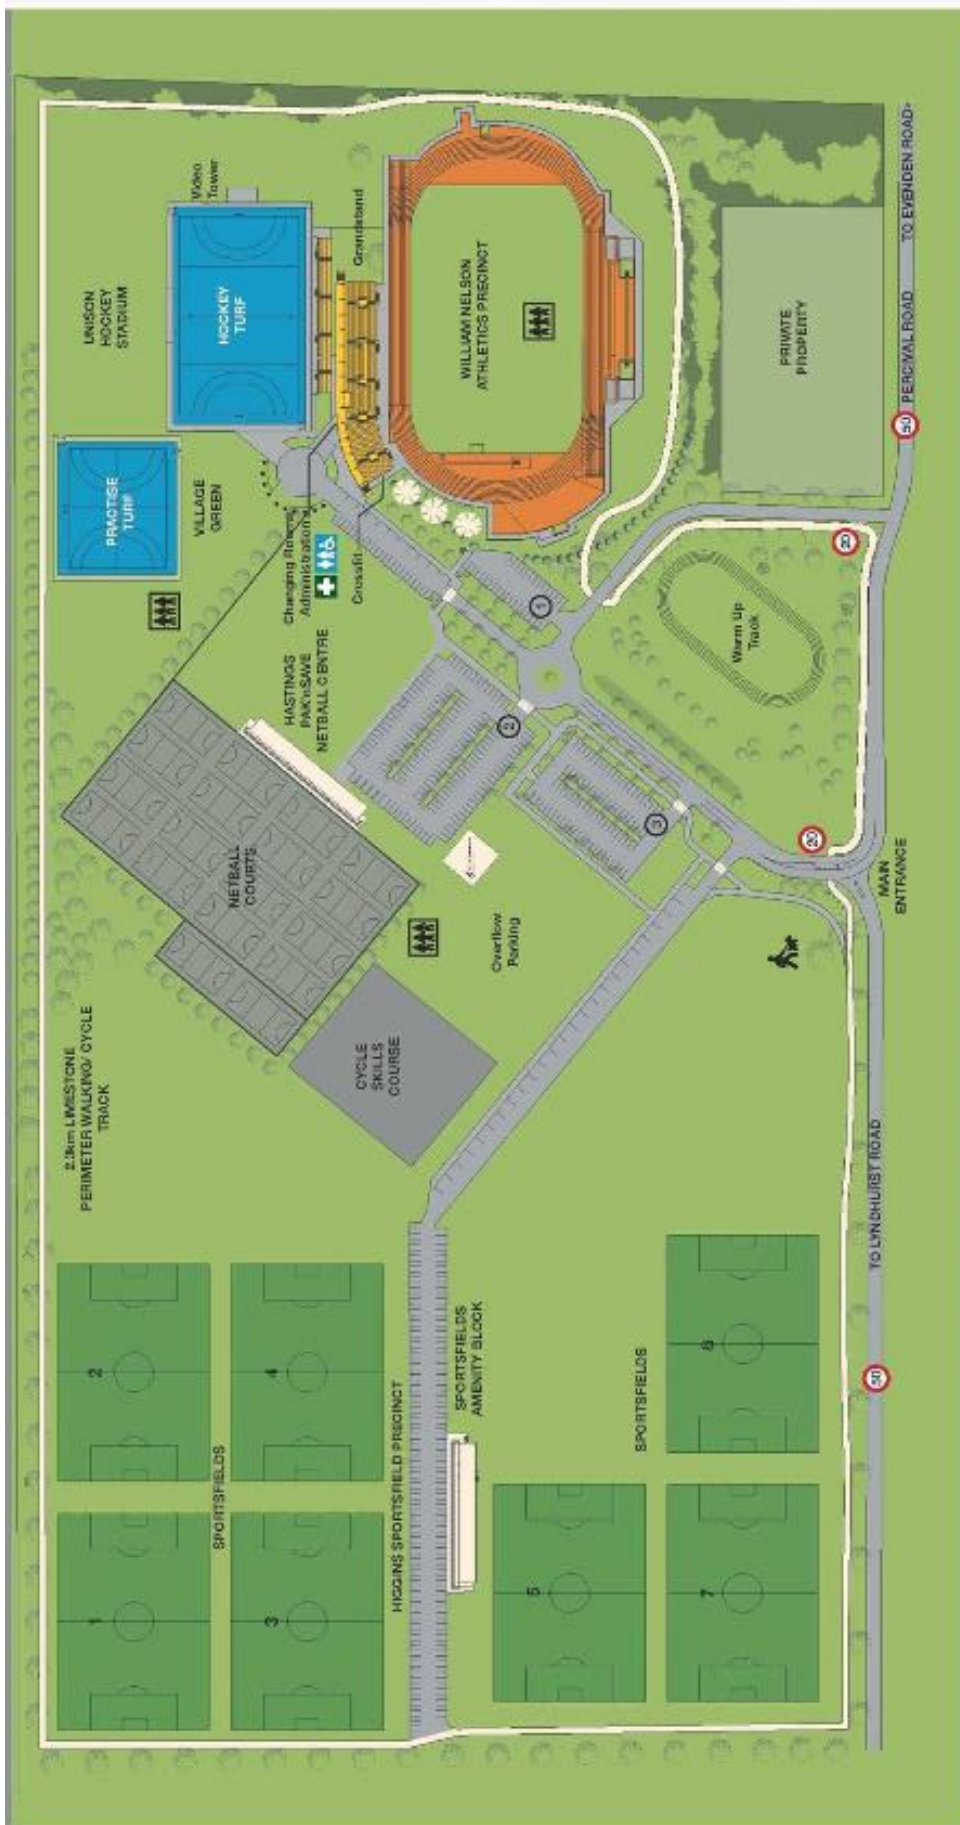 UNISON
HOCKEY
STADIUM
Video
Tower
HOCKEY
TURF
Grandstand
PRACTISE
TURF
VILLAGE
GREEN
WILLIAM NELSON
ATHLETICS PRECINCT
PRIVATE
PROPERTY
TO EVENDEN ROAD
PERCIVAL ROAD
50
Changing Rooms
Administration
Crossfit
HASTINGS
PAK'nSAVE
NETBALL CENTRE
1
2
3
Warm Up
Track
20
20
MAIN
ENTRANCE
NETBALL
COURTS
Overflow
Parking
CYCLE
SKILLS
COURSE
2.3km LIMESTONE
PERIMETER WALKING/ CYCLE
TRACK
TO LYNDHURST ROAD
50
2
4
1
3
SPORTSFIELDS
HIGGINS SPORTSFIELD PRECINCT
SPORTSFIELDS
AMENITY BLOCK
SPORTSFIELDS
5
7